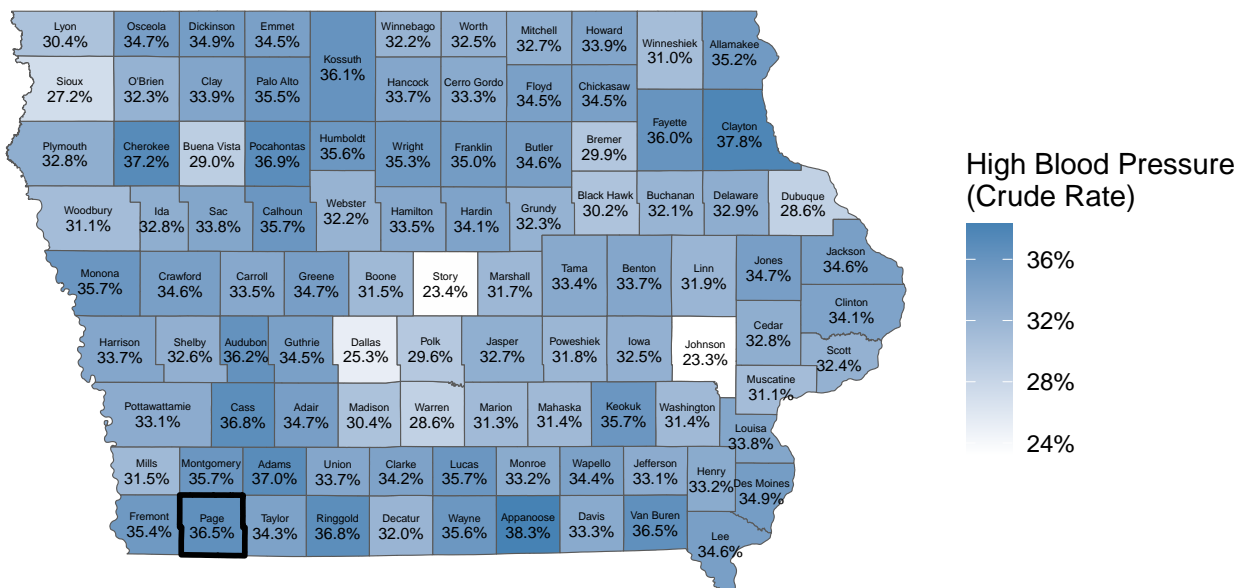 Lyon
30.4%
Osceola
34.7%
Dickinson
34.9%
Emmet
34.5%
Kossuth
36.1%
Winnebago
32.2%
Worth
32.5%
Mitchell
32.7%
Howard
33.9%
Winneshiek
31.0%
Allamakee
35.2%
Sioux
27.2%
O'Brien
32.3%
Clay
33.9%
Palo Alto
35.5%
Hancock
33.7%
Cerro Gordo
33.3%
Floyd
34.5%
Chickasaw
34.5%
Fayette
36.0%
Clayton
37.8%
Plymouth
32.8%
Cherokee
37.2%
Buena Vista
29.0%
Pocahontas
36.9%
Humboldt
35.6%
Wright
35.3%
Franklin
35.0%
Butler
34.6%
Bremer
29.9%
Woodbury
31.1%
Ida
32.8%
Sac
33.8%
Calhoun
35.7%
Webster
32.2%
Hamilton
33.5%
Hardin
34.1%
Grundy
32.3%
Black Hawk
30.2%
Buchanan
32.1%
Delaware
32.9%
Dubuque
28.6%
Monona
35.7%
Crawford
34.6%
Carroll
33.5%
Greene
34.7%
Boone
31.5%
Story
23.4%
Marshall
31.7%
Tama
33.4%
Benton
33.7%
Linn
31.9%
Jones
34.7%
Jackson
34.6%
Clinton
34.1%
Harrison
33.7%
Shelby
32.6%
Audubon
36.2%
Guthrie
34.5%
Dallas
25.3%
Polk
29.6%
Jasper
32.7%
Poweshiek
31.8%
Iowa
32.5%
Johnson
23.3%
Cedar
32.8%
Scott
32.4%
Muscatine
31.1%
Pottawattamie
33.1%
Cass
36.8%
Adair
34.7%
Madison
30.4%
Warren
28.6%
Marion
31.3%
Mahaska
31.4%
Keokuk
35.7%
Washington
31.4%
Louisa
33.8%
Mills
31.5%
Montgomery
35.7%
Adams
37.0%
Union
33.7%
Clarke
34.2%
Lucas
35.7%
Monroe
33.2%
Wapello
34.4%
Jefferson
33.1%
Henry
33.2%
Des Moines
34.9%
Fremont
35.4%
Page
36.5%
Taylor
34.3%
Ringgold
36.8%
Decatur
32.0%
Wayne
35.6%
Appanoose
38.3%
Davis
33.3%
Van Buren
36.5%
Lee
34.6%
High Blood Pressure
(Crude Rate)
36%
32%
28%
24%